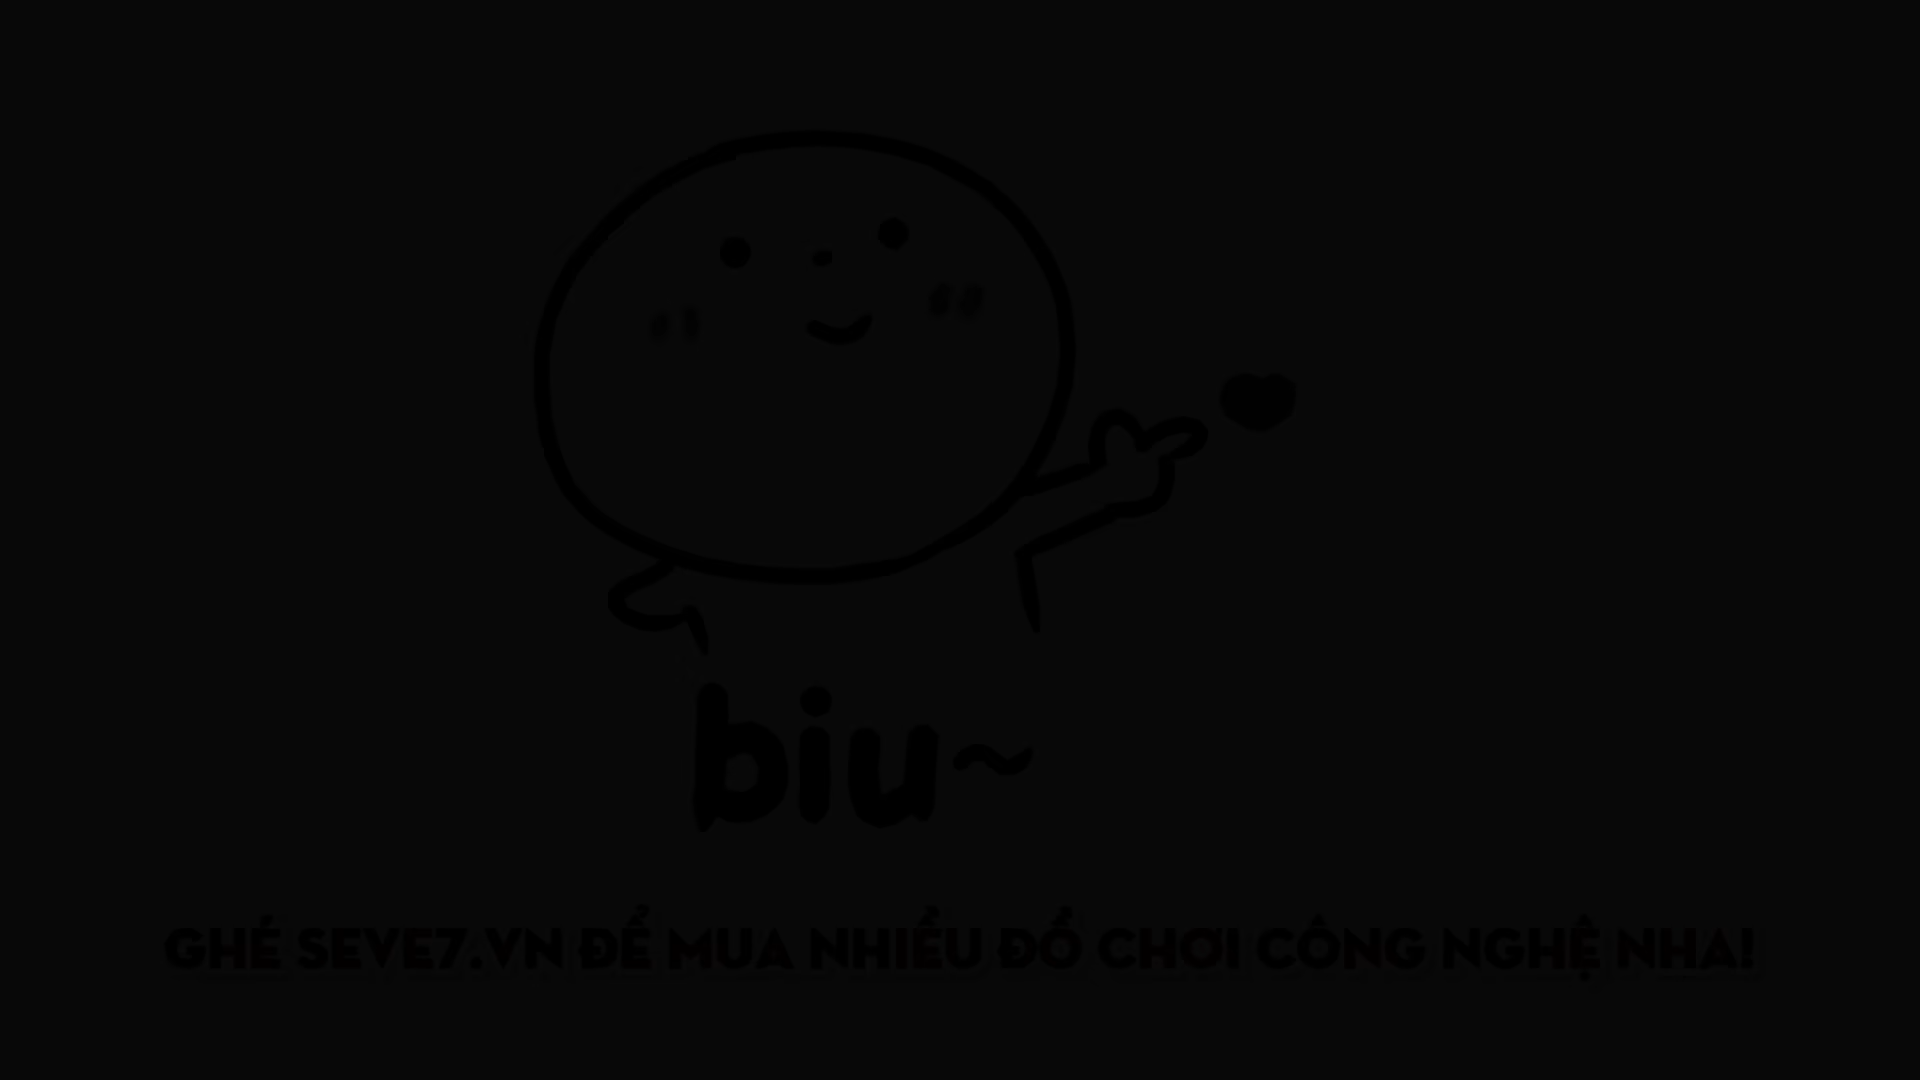 biu~
GHÉ SEVE7.VN ĐỂ MUA NHIỀU ĐỒ CHƠI CÔNG NGHỆ NHA!